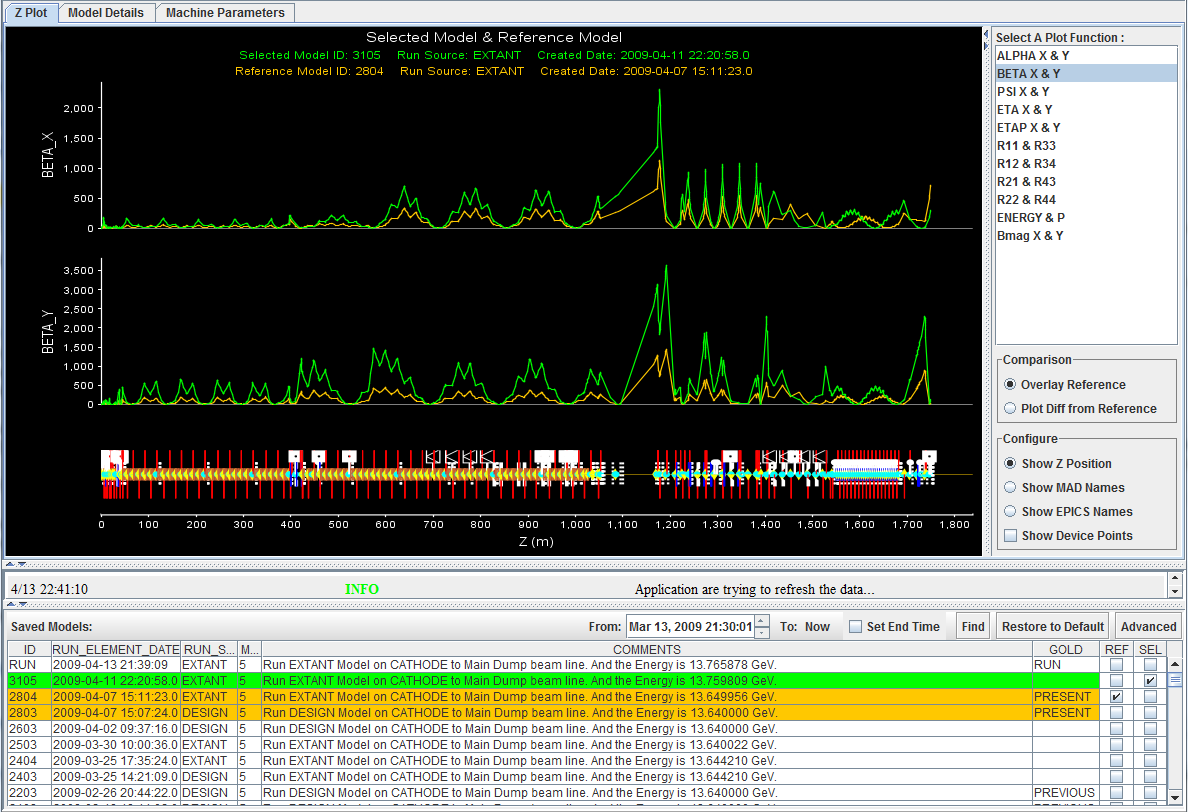 Z Plot Model Details Machine Parameters
Selected Model & Reference Model
Selected Model ID: 3105 Run Source: EXTANT Created Date: 2009-04-11 22:20:58.0
Reference Model ID: 2804 Run Source: EXTANT Created Date: 2009-04-07 15:11:23.0
BETA_X
2,000
1,500
1,000
500
0
BETA_Y
3,500
3,000
2,500
2,000
1,500
1,000
500
0
0 100 200 300 400 500 600 700 800 900 1,000 1,100 1,200 1,300 1,400 1,500 1,600 1,700 1,800
Z (m)
Select A Plot Function :
ALPHA X & Y
BETA X & Y
PSI X & Y
ETA X & Y
ETAP X & Y
R11 & R33
R12 & R34
R21 & R43
R22 & R44
ENERGY & P
Bmag X & Y
Comparison
Overlay Reference
Plot Diff from Reference
Configure
Show Z Position
Show MAD Names
Show EPICS Names
Show Device Points
4/13 22:41:10 INFO Application are trying to refresh the data...
Saved Models: From: Mar 13, 2009 21:30:01 To: Now Set End Time Find Restore to Default Advanced
ID RUN_ELEMENT_DATE RUN_S... M... COMMENTS GOLD REF SEL
RUN 2009-04-13 21:39:09 EXTANT 5 Run EXTANT Model on CATHODE to Main Dump beam line. And the Energy is 13.765878 GeV. RUN
3105 2009-04-11 22:20:58.0 EXTANT 5 Run EXTANT Model on CATHODE to Main Dump beam line. And the Energy is 13.759809 GeV.
2804 2009-04-07 15:11:23.0 EXTANT 5 Run EXTANT Model on CATHODE to Main Dump beam line. And the Energy is 13.649956 GeV. PRESENT
2803 2009-04-07 15:07:24.0 DESIGN 5 Run DESIGN Model on CATHODE to Main Dump beam line. And the Energy is 13.640000 GeV. PRESENT
2603 2009-04-02 09:37:16.0 DESIGN 5 Run DESIGN Model on CATHODE to Main Dump beam line. And the Energy is 13.640000 GeV.
2503 2009-03-30 10:00:36.0 EXTANT 5 Run EXTANT Model on CATHODE to Main Dump beam line. And the Energy is 13.640022 GeV.
2404 2009-03-25 17:35:24.0 EXTANT 5 Run EXTANT Model on CATHODE to Main Dump beam line. And the Energy is 13.644210 GeV.
2403 2009-03-25 14:21:09.0 DESIGN 5 Run DESIGN Model on CATHODE to Main Dump beam line. And the Energy is 13.644210 GeV.
2203 2009-02-26 20:44:22.0 DESIGN 5 Run DESIGN Model on CATHODE to Main Dump beam line. And the Energy is 13.640000 GeV. PREVIOUS